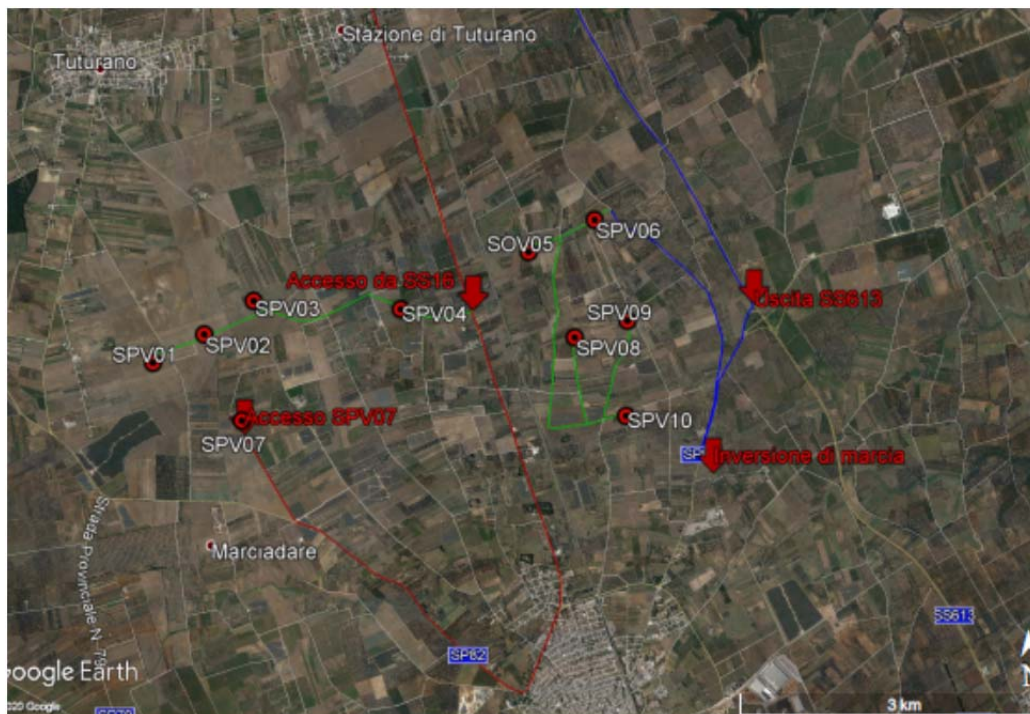 Stazione di Tuturano
Tuturano
SPV06
SOV05
Accesso da SS16
Uscita SS613
SPV03
SPV04
SPV09
SPV02
SPV08
SPV01
Accesso SPV07
SPV10
SPV07
Inversione di marcia
Strada Provinciale N 79
Marciadare
SS613
SP82
Google Earth
N
3 km